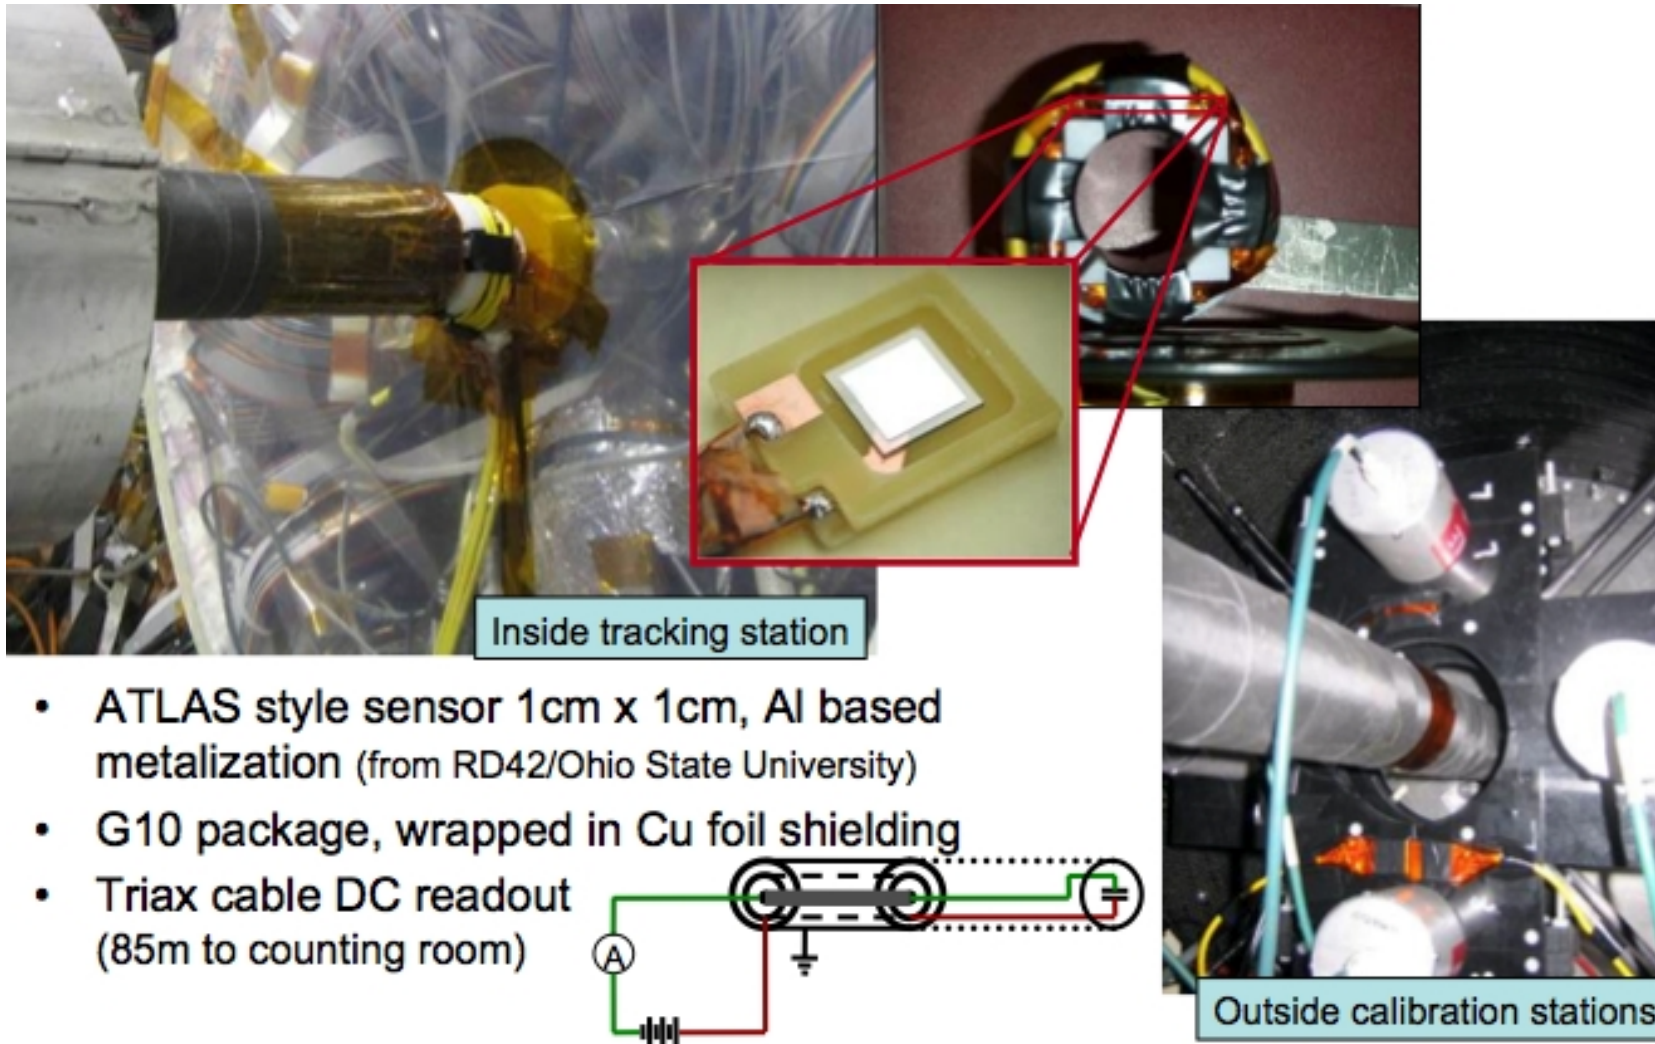 Inside tracking station
• ATLAS style sensor 1cm x 1cm, Al based
metalization (from RD42/Ohio State University)
• G10 package, wrapped in Cu foil shielding
• Triax cable DC readout
(85m to counting room)
A
Outside calibration stations